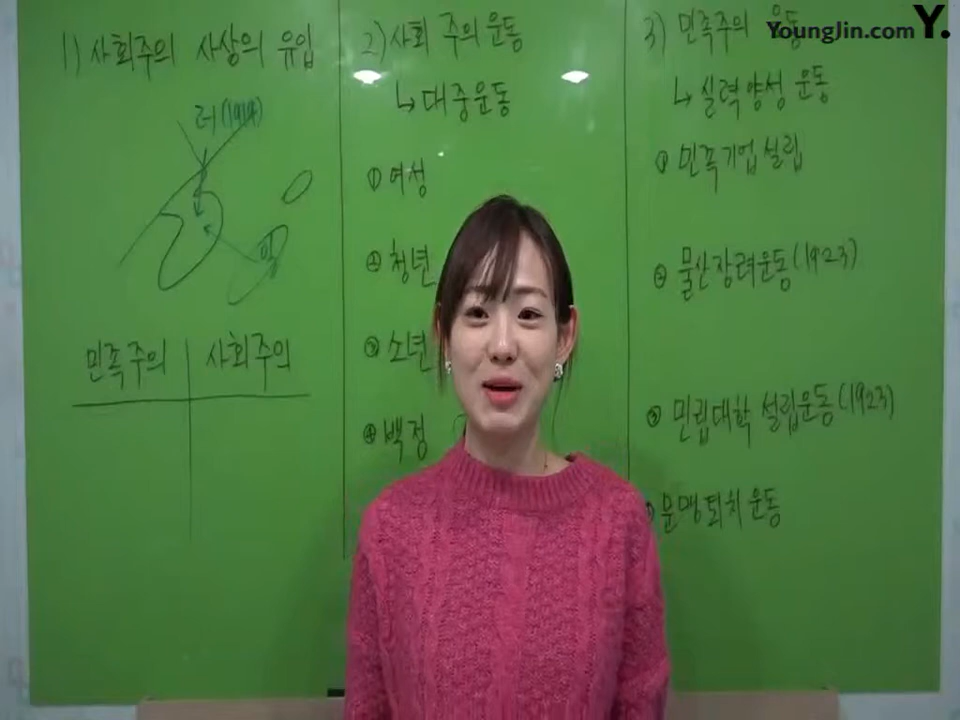 1) 사회주의 사상의 유입
러(1917)
일
민족주의 사회주의
2) 사회주의 운동
↳ 대중운동
① 여성
② 청년
③ 소년
④ 백정
3) 민족주의 운동
↳ 실력양성 운동
① 민족기업 설립
② 물산장려운동(1923)
③ 민립대학 설립운동(1923)
문맹퇴치 운동
YoungJin.com Y.